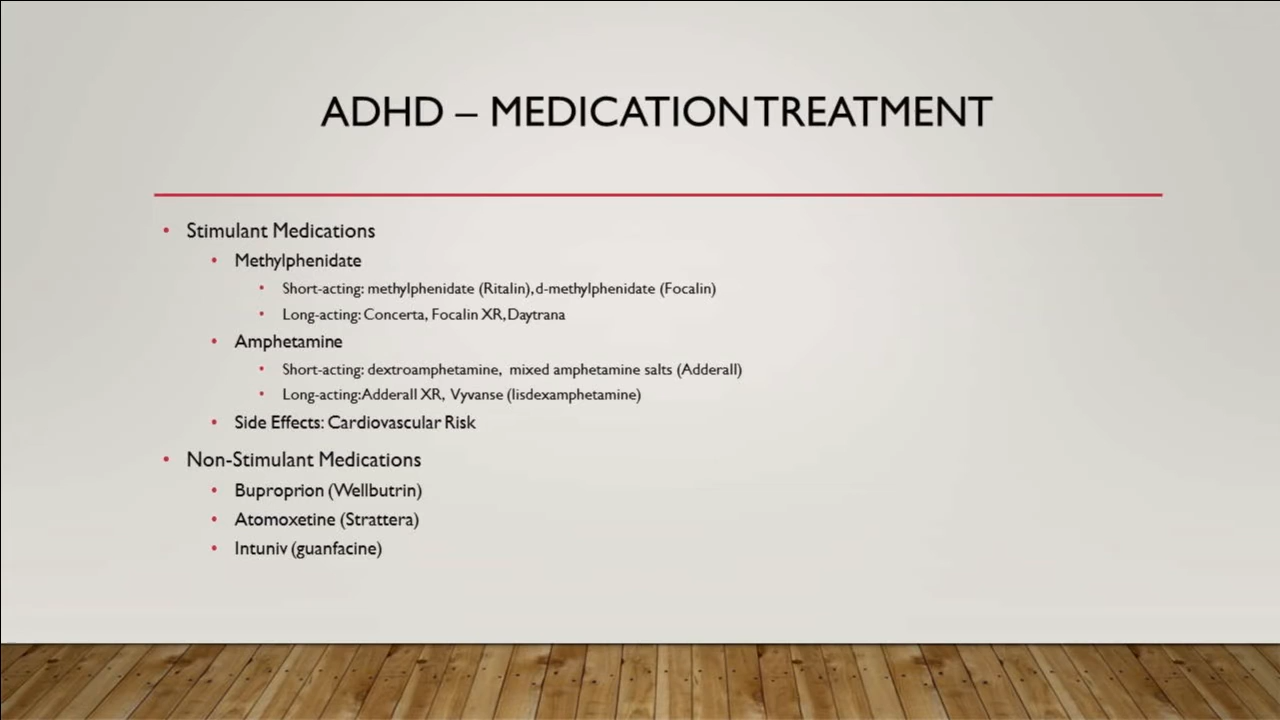 ADHD – MEDICATION TREATMENT
• Stimulant Medications
• Methylphenidate
• Short-acting: methylphenidate (Ritalin), d-methylphenidate (Focalin)
• Long-acting: Concerta, Focalin XR, Daytrana
• Amphetamine
• Short-acting: dextroamphetamine, mixed amphetamine salts (Adderall)
• Long-acting: Adderall XR, Vyvanse (lisdexamphetamine)
• Side Effects: Cardiovascular Risk
• Non-Stimulant Medications
• Buproprion (Wellbutrin)
• Atomoxetine (Strattera)
• Intuniv (guanfacine)